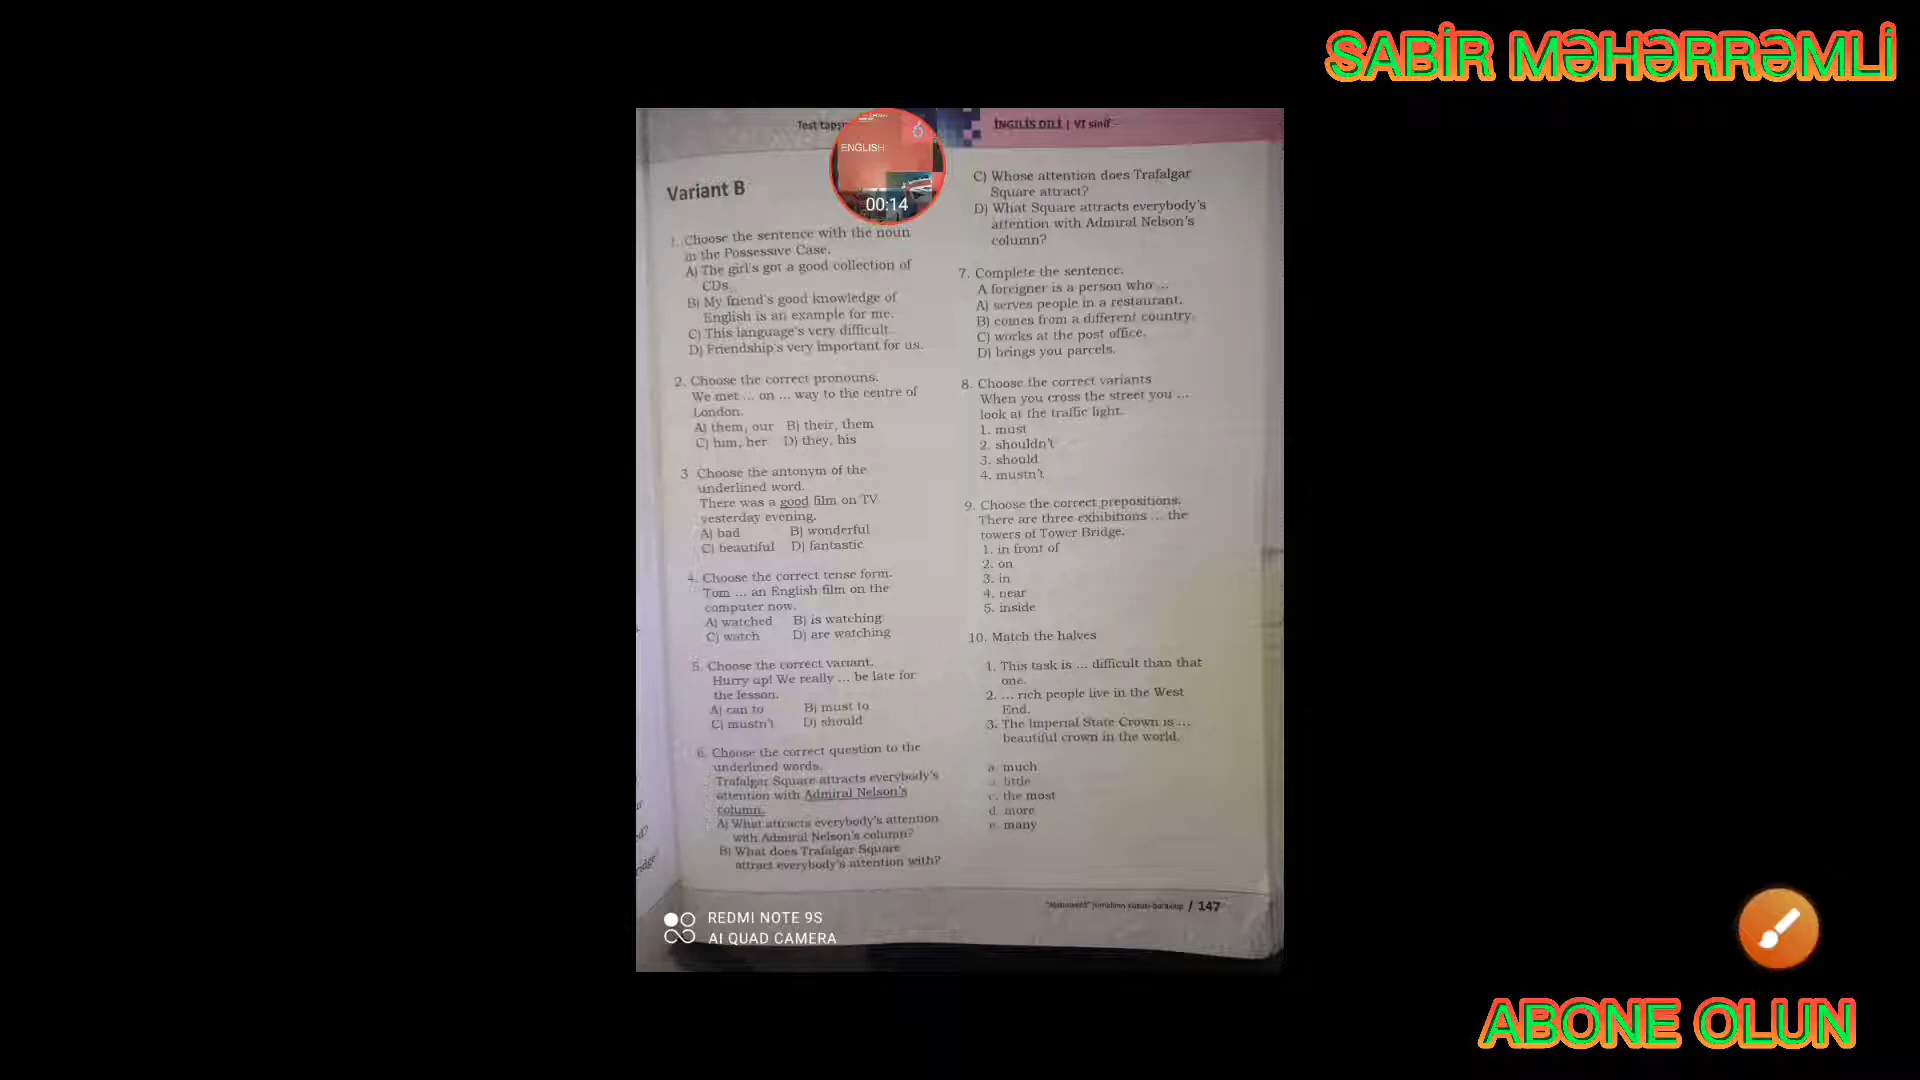 SABİR MƏHƏRRƏMLİ
İNGİLİS DİLİ | VI sinif
ENGLISH
6
00:14
Variant B
1. Choose the sentence with the noun
in the Possessive Case.
A) The girl's got a good collection of
CDs.
B) My friend's good knowledge of
English is an example for me.
C) This language's very difficult.
D) Friendship's very important for us.
2. Choose the correct pronouns.
We met ... on ... way to the centre of
London.
A) them, our B) their, them
C) him, her D) they, his
3 Choose the antonym of the
underlined word.
There was a good film on TV
yesterday evening.
A) bad B) wonderful
C) beautiful D) fantastic
4. Choose the correct tense form.
Tom ... an English film on the
computer now.
A) watched B) is watching
C) watch D) are watching
5. Choose the correct variant.
Hurry up! We really ... be late for
the lesson.
A) can to B) must to
C) mustn't D) should
6. Choose the correct question to the
underlined words.
Trafalgar Square attracts everybody's
attention with Admiral Nelson's
column.
A) What attracts everybody's attention
with Admiral Nelson's column?
B) What does Trafalgar Square
attract everybody's attention with?
C) Whose attention does Trafalgar
Square attract?
D) What Square attracts everybody's
attention with Admiral Nelson's
column?
7. Complete the sentence.
A foreigner is a person who ...
A) serves people in a restaurant.
B) comes from a different country.
C) works at the post office.
D) brings you parcels.
8. Choose the correct variants
When you cross the street you ...
look at the traffic light.
1. must
2. shouldn't
3. should
4. mustn't
9. Choose the correct prepositions.
There are three exhibitions ... the
towers of Tower Bridge.
1. in front of
2. on
3. in
4. near
5. inside
10. Match the halves
1. This task is ... difficult than that
one.
2. ... rich people live in the West
End.
3. The Imperial State Crown is ...
beautiful crown in the world.
a. much
little
c. the most
d. more
e. many
/ 147
REDMI NOTE 9S
AI QUAD CAMERA
ABONE OLUN